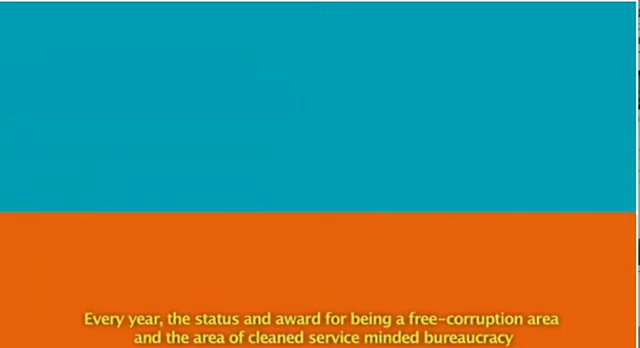 Every year, the status and award for being a free-corruption area
and the area of cleaned service minded bureaucracy